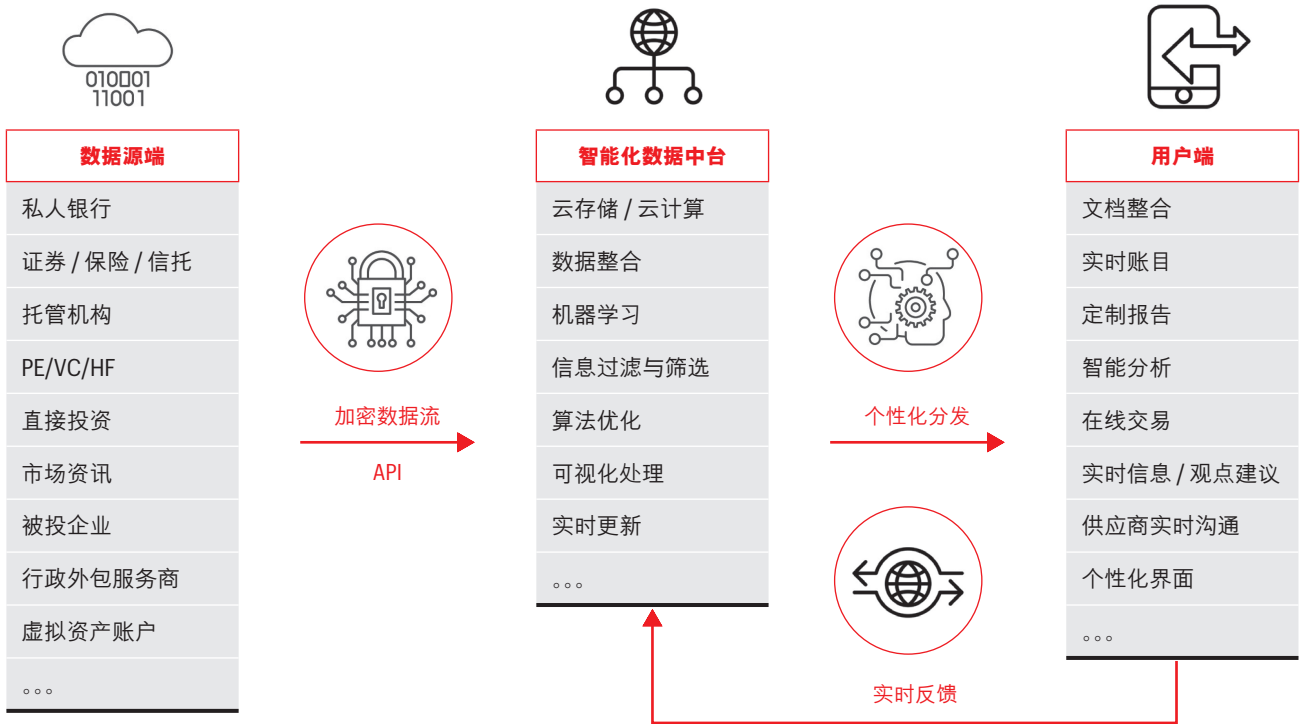 010001
11001
数据源端
私人银行
证券 / 保险 / 信托
托管机构
PE/VC/HF
直接投资
市场资讯
被投企业
行政外包服务商
虚拟资产账户
。。。
加密数据流
API
智能化数据中台
云存储 / 云计算
数据整合
机器学习
信息过滤与筛选
算法优化
可视化处理
实时更新
。。。
个性化分发
实时反馈
用户端
文档整合
实时账目
定制报告
智能分析
在线交易
实时信息 / 观点建议
供应商实时沟通
个性化界面
。。。